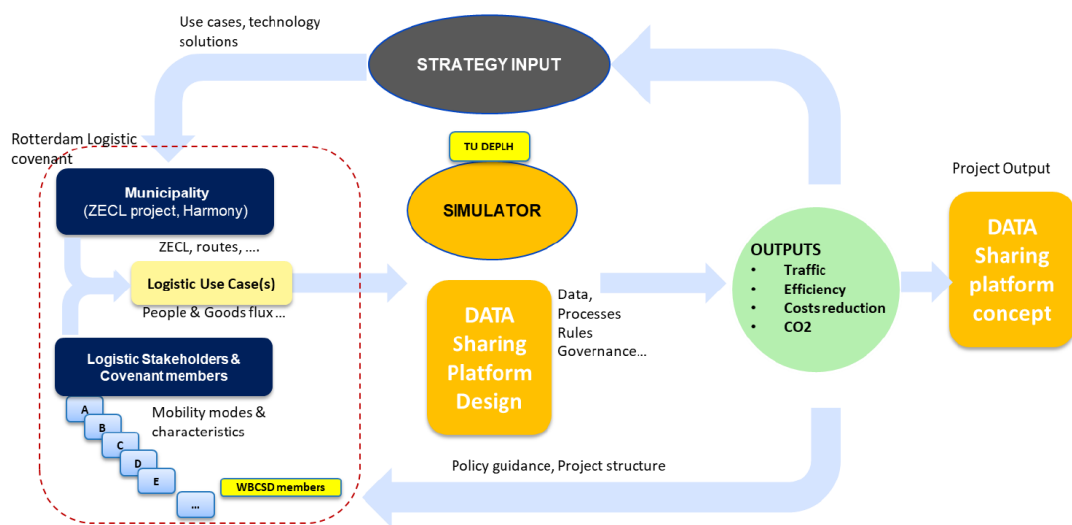 Use cases, technology
solutions
STRATEGY INPUT
Rotterdam Logistic
covenant
TU DEPLH
Municipality
(ZECL project, Harmony)
SIMULATOR
Project Output
ZECL, routes, ....
Logistic Use Case(s)
People & Goods flux ...
DATA
Sharing
Platform
Design
Data,
Processes
Rules
Governance...
OUTPUTS
• Traffic
• Efficiency
• Costs reduction
• CO2
DATA
Sharing
platform
concept
Logistic Stakeholders &
Covenant members
Mobility modes &
characteristics
A
B
C
D
E
...
WBCSD members
Policy guidance, Project structure